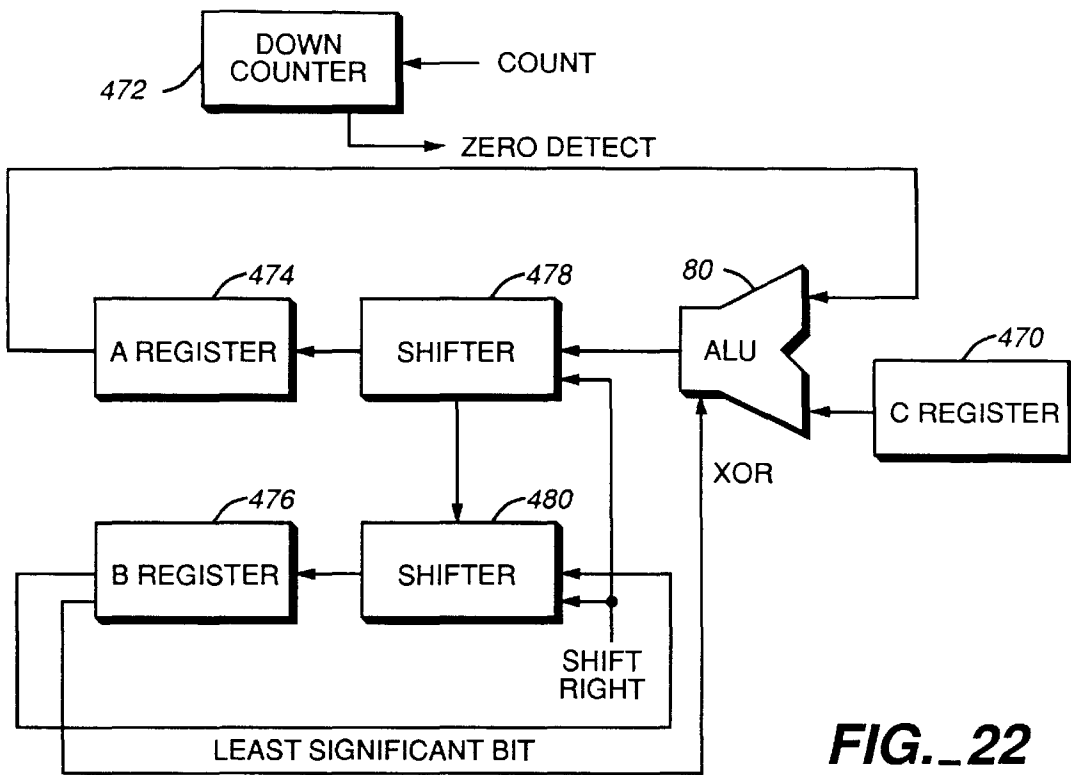 DOWN
COUNTER
472
COUNT
ZERO DETECT
474
478
80
470
A REGISTER
SHIFTER
ALU
C REGISTER
XOR
476
480
B REGISTER
SHIFTER
SHIFT
RIGHT
LEAST SIGNIFICANT BIT
FIG._22